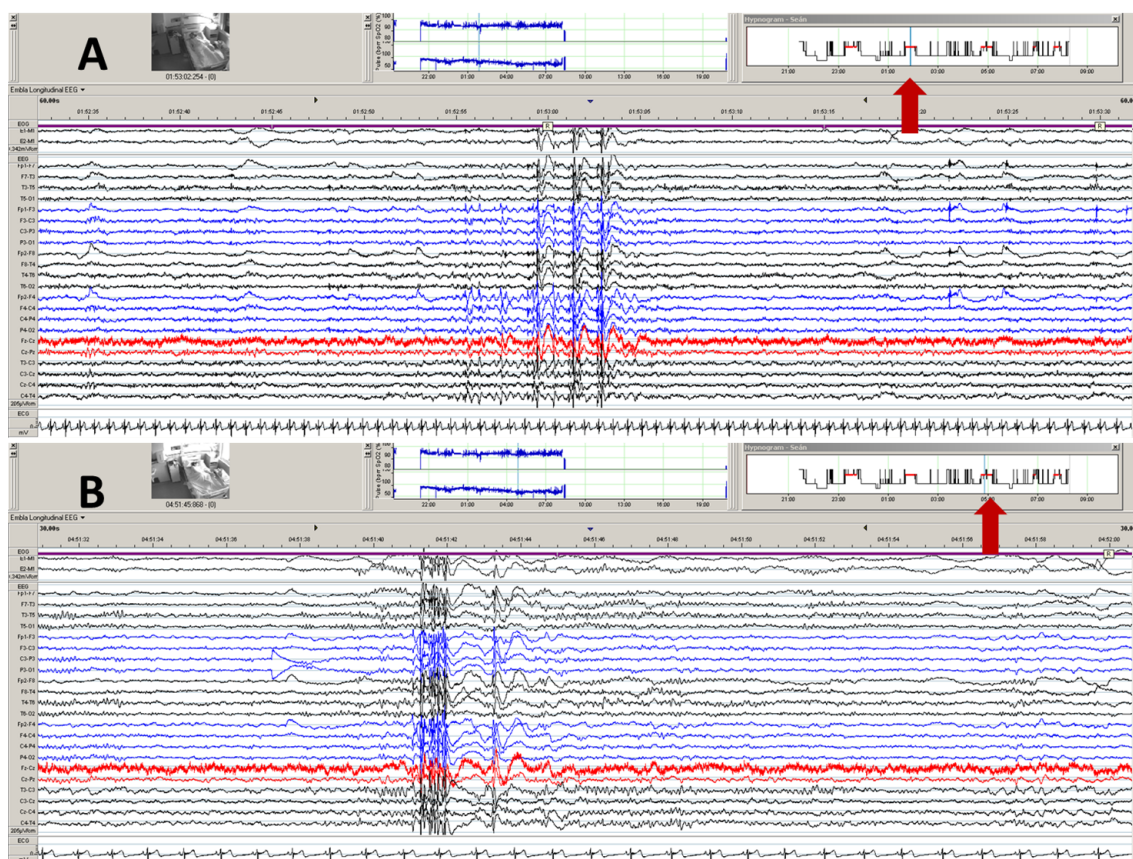 A
01:53:02:254 - [0]
22:00 01:00 04:00 07:00 10:00 13:00 16:00 19:00
Hypnogram - Seán
21:00 23:00 01:00 03:00 05:00 07:00 09:00
Embla Longitudinal EEG
60.00s
01:52:35 01:52:40 01:52:45 01:52:50 01:52:55 01:53:00 01:53:05 01:53:15 01:53:25 01:53:30
EOG
E1-M1
E2-M1
R R
EEG
Fp1-F7
F7-T3
T3-T5
T5-O1
Fp1-F3
F3-C3
C3-P3
P3-O1
Fp2-F8
F8-T4
T4-T6
T6-O2
Fp2-F4
F4-C4
C4-P4
P4-O2
Fz-Cz
Cz-Pz
T3-C3
C3-Cz
Cz-C4
C4-T4
205µV/cm
ECG
mV
B
04:51:45:868 - [0]
22:00 01:00 04:00 07:00 10:00 13:00 16:00 19:00
Hypnogram - Seán
21:00 23:00 01:00 03:00 05:00 07:00 09:00
Embla Longitudinal EEG
30.00s
04:51:32 04:51:34 04:51:36 04:51:38 04:51:40 04:51:42 04:51:44 04:51:46 04:51:48 04:51:50 04:51:52 04:51:54 04:51:56 04:51:58 04:52:00
EOG
E1-M1
E2-M1
R
EEG
Fp1-F7
F7-T3
T3-T5
T5-O1
Fp1-F3
F3-C3
C3-P3
P3-O1
Fp2-F8
F8-T4
T4-T6
T6-O2
Fp2-F4
F4-C4
C4-P4
P4-O2
Fz-Cz
Cz-Pz
T3-C3
C3-Cz
Cz-C4
C4-T4
205µV/cm
ECG